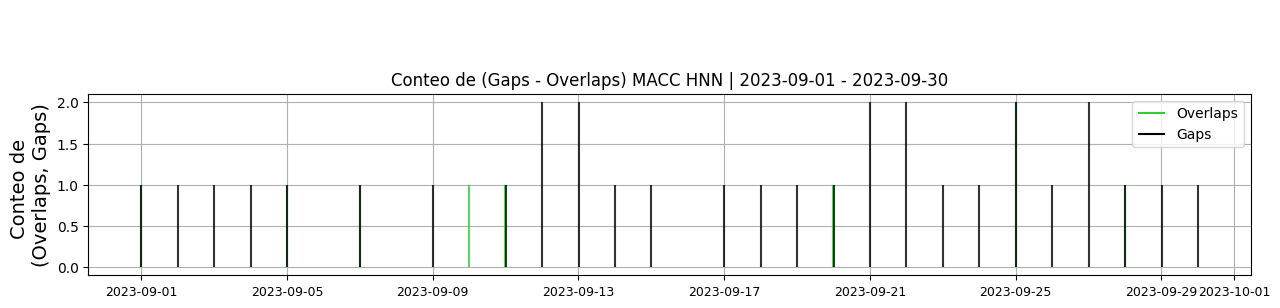 Conteo de (Gaps - Overlaps) MACC HNN | 2023-09-01 - 2023-09-30
Conteo de
(Overlaps, Gaps)
2.0
1.5
1.0
0.5
0.0
Overlaps
Gaps
2023-09-01
2023-09-05
2023-09-09
2023-09-13
2023-09-17
2023-09-21
2023-09-25
2023-09-29
2023-10-01